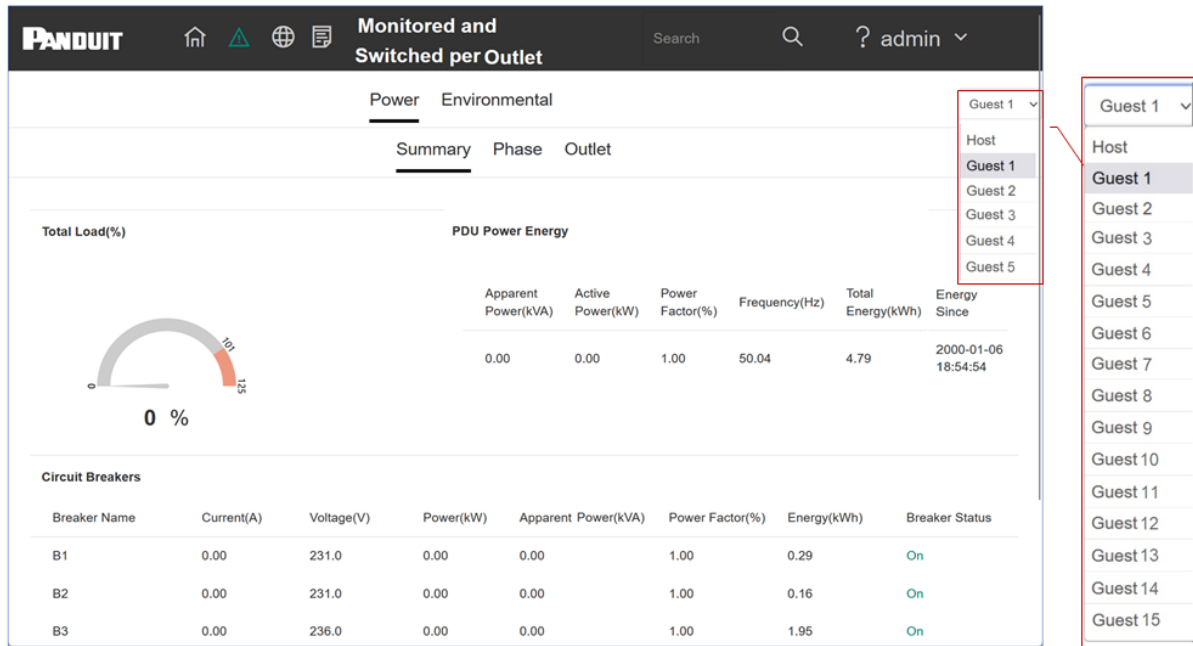 PANDUIT
Monitored and
Switched per Outlet
Search
? admin
Power Environmental
Guest 1
Summary Phase Outlet
Host
Guest 1
Guest 2
Guest 3
Guest 4
Guest 5
Total Load(%)
0
101
125
0 %
PDU Power Energy
Apparent Power(kVA) Active Power(kW) Power Factor(%) Frequency(Hz) Total Energy(kWh) Energy Since
0.00 0.00 1.00 50.04 4.79 2000-01-06 18:54:54
Circuit Breakers
Breaker Name Current(A) Voltage(V) Power(kW) Apparent Power(kVA) Power Factor(%) Energy(kWh) Breaker Status
B1 0.00 231.0 0.00 0.00 1.00 0.29 On
B2 0.00 231.0 0.00 0.00 1.00 0.16 On
B3 0.00 236.0 0.00 0.00 1.00 1.95 On
Guest 1
Host
Guest 1
Guest 2
Guest 3
Guest 4
Guest 5
Guest 6
Guest 7
Guest 8
Guest 9
Guest 10
Guest 11
Guest 12
Guest 13
Guest 14
Guest 15